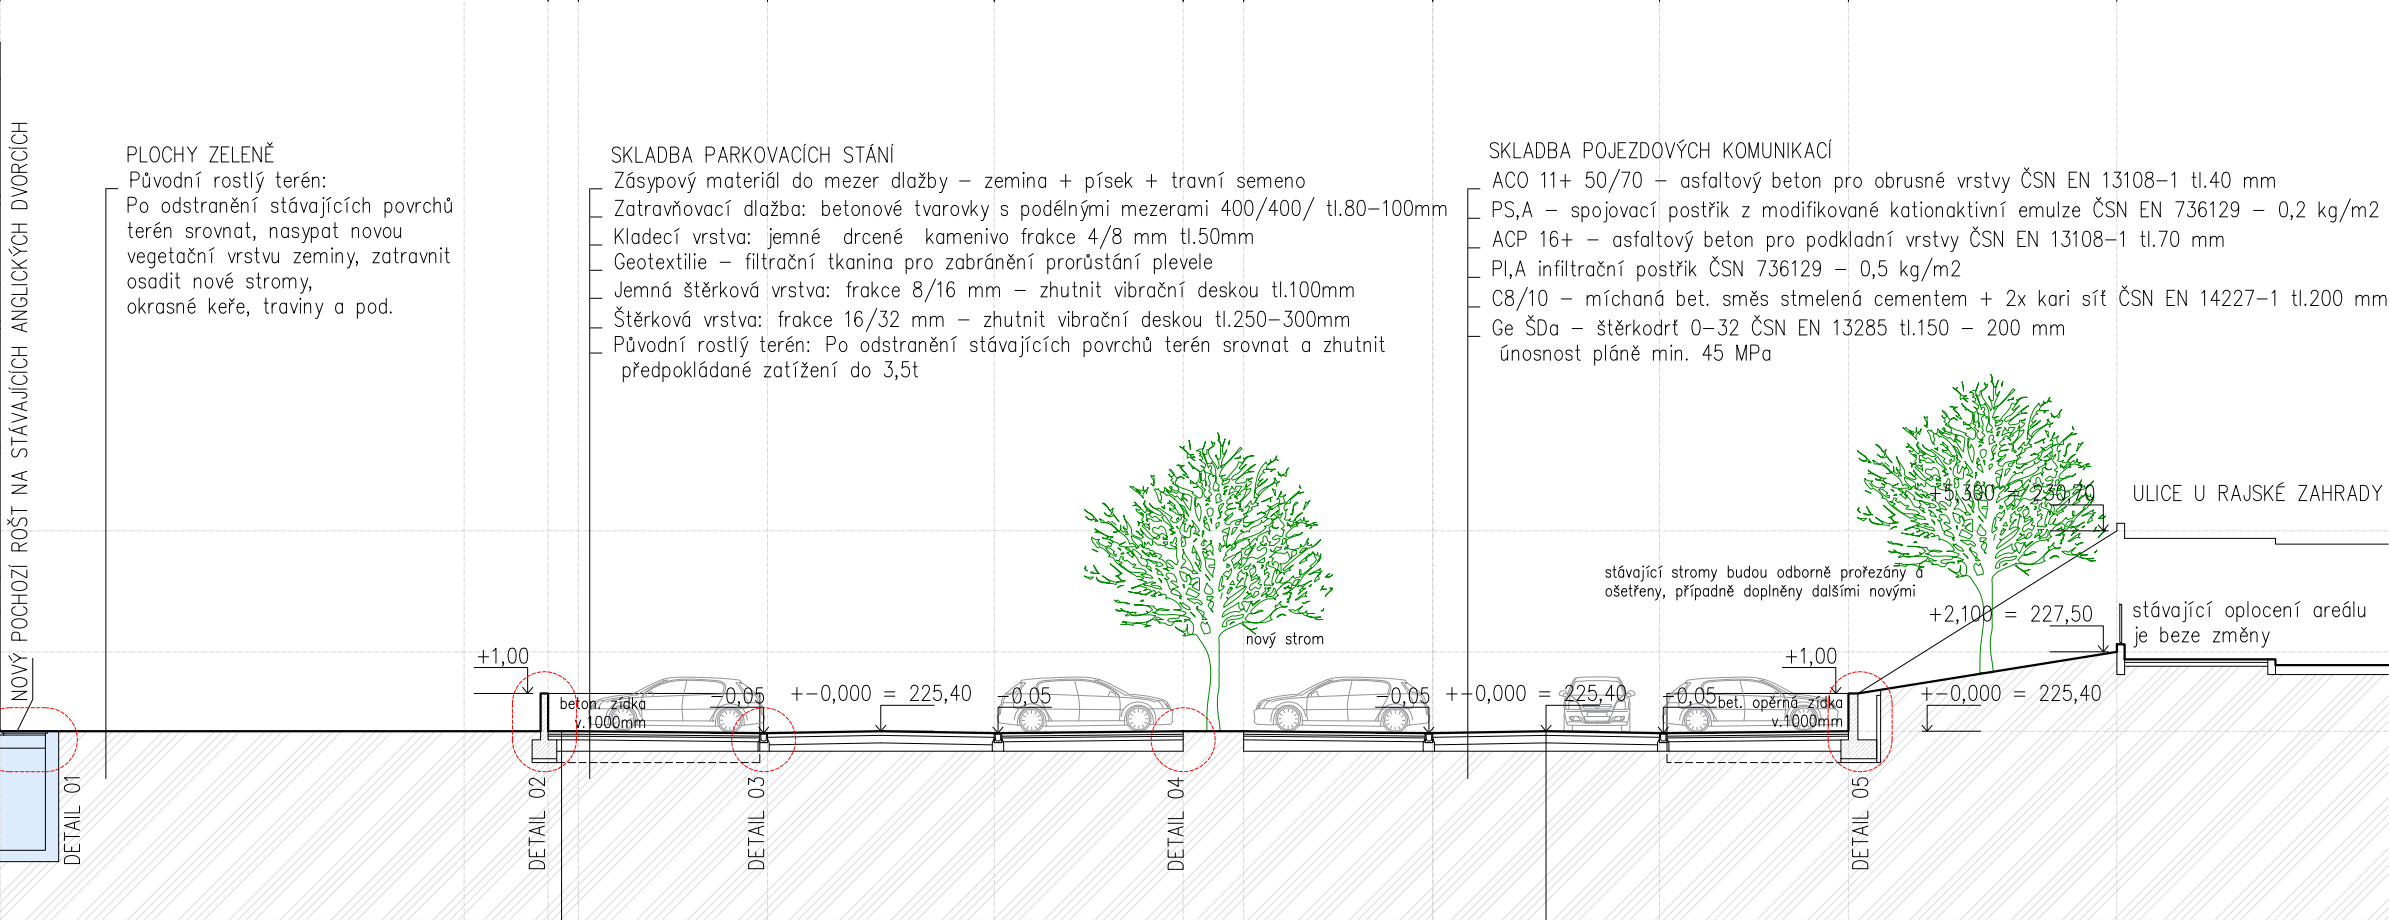 NOVÝ POCHOZÍ ROŠT NA STÁVAJÍCÍCH ANGLICKÝCH DVORCÍCH
PLOCHY ZELENĚ
Původní rostlý terén:
Po odstranění stávajících povrchů
terén srovnat, nasypat novou
vegetační vrstvu zeminy, zatravnit
osadit nové stromy,
okrasné keře, traviny a pod.
SKLADBA PARKOVACÍCH STÁNÍ
Zásypový materiál do mezer dlažby – zemina + písek + travní semeno
Zatravňovací dlažba: betonové tvarovky s podélnými mezerami 400/400/ tl.80–100mm
Kladecí vrstva: jemné drcené kamenivo frakce 4/8 mm tl.50mm
Geotextilie – filtrační tkanina pro zabránění prorůstání plevele
Jemná štěrková vrstva: frakce 8/16 mm – zhutnit vibrační deskou tl.100mm
Štěrková vrstva: frakce 16/32 mm – zhutnit vibrační deskou tl.250–300mm
Původní rostlý terén: Po odstranění stávajících povrchů terén srovnat a zhutnit
předpokládané zatížení do 3,5t
SKLADBA POJEZDOVÝCH KOMUNIKACÍ
ACO 11+ 50/70 – asfaltový beton pro obrusné vrstvy ČSN EN 13108–1 tl.40 mm
PS,A – spojovací postřik z modifikované kationaktivní emulze ČSN EN 736129 – 0,2 kg/m2
ACP 16+ – asfaltový beton pro podkladní vrstvy ČSN EN 13108–1 tl.70 mm
PI,A infiltrační postřik ČSN 736129 – 0,5 kg/m2
C8/10 – míchaná bet. směs stmelená cementem + 2x kari síť ČSN EN 14227–1 tl.200 mm
Ge ŠDa – štěrkodrť 0–32 ČSN EN 13285 tl.150 – 200 mm
únosnost pláně min. 45 MPa
+5,300 = 230,70
ULICE U RAJSKÉ ZAHRADY
stávající stromy budou odborně prořezány a
ošetřeny, případně doplněny dalšími novými
+2,100 = 227,50
stávající oplocení areálu
je beze změny
nový strom
+1,00
+1,00
beton. zídka
v.1000mm
–0,05
+–0,000 = 225,40
–0,05
–0,05
+–0,000 = 225,40
–0,05
bet. opěrná zídka
v.1000mm
+–0,000 = 225,40
DETAIL 01
DETAIL 02
DETAIL 03
DETAIL 04
DETAIL 05